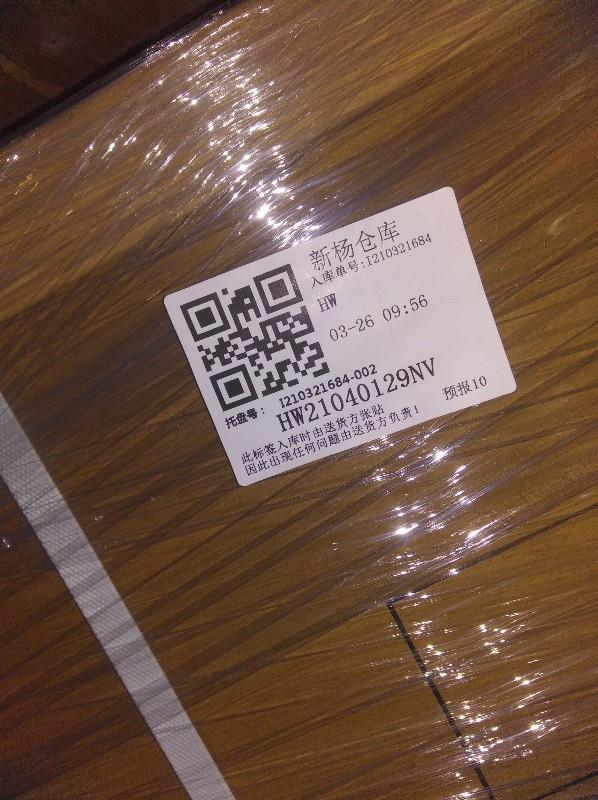 新杨仓库
入库单号:I210321684
HW
03-26 09:56
托盘号: I210321684-002
HW21040129NV
预报10
此标签入库时由送货方张贴
因此出现任何问题由送货方负责!